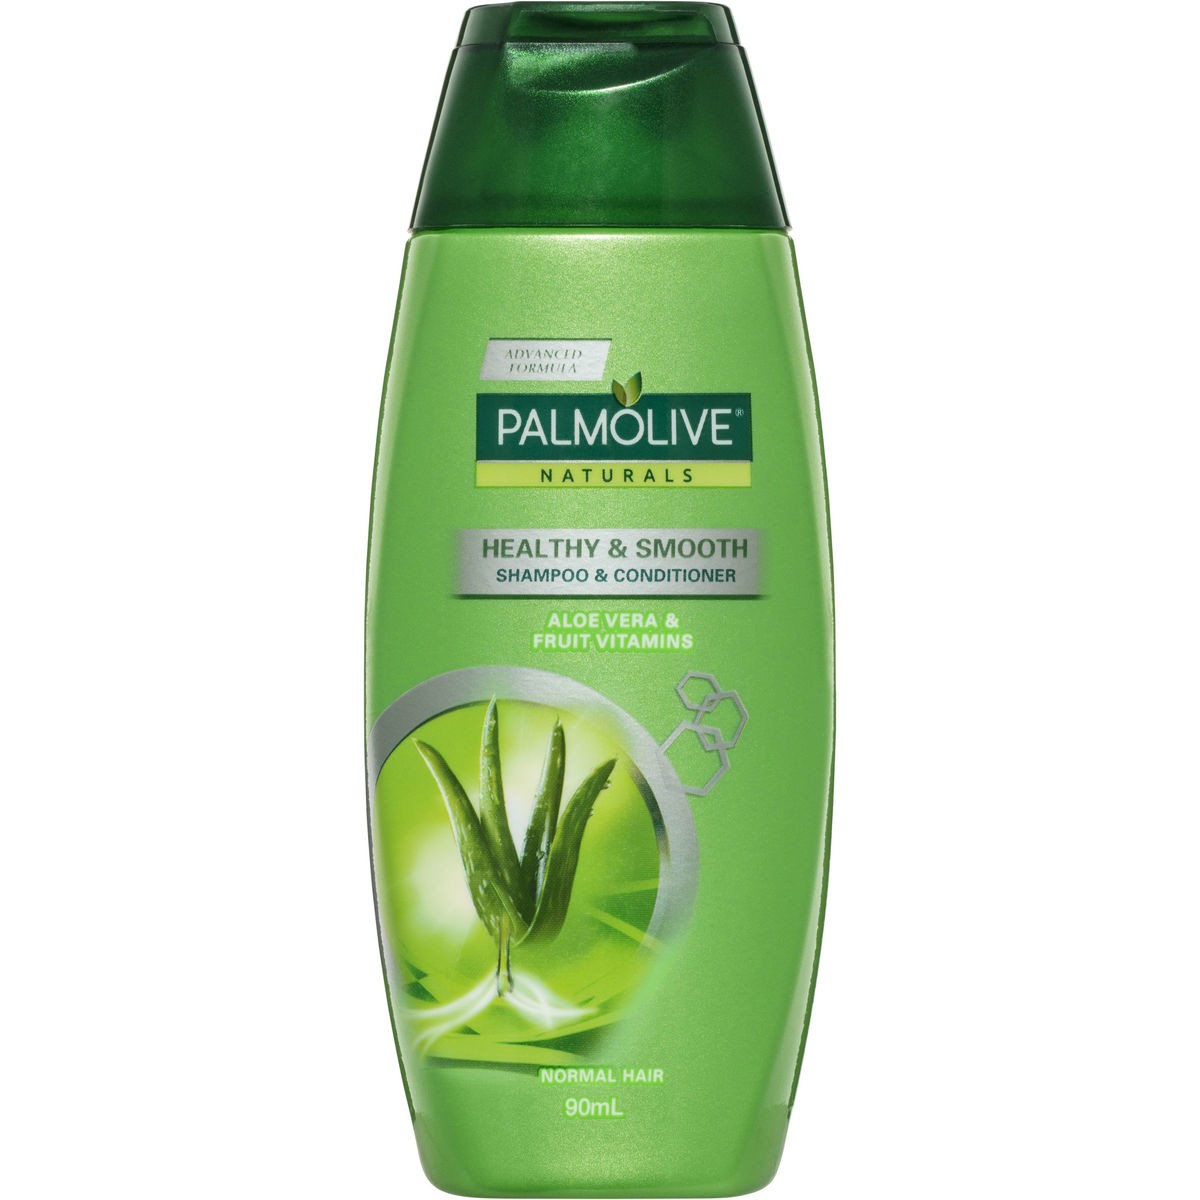 ADVANCED
FORMULA
PALMOLIVE®
NATURALS
HEALTHY & SMOOTH
SHAMPOO & CONDITIONER
ALOE VERA &
FRUIT VITAMINS
NORMAL HAIR
90mL